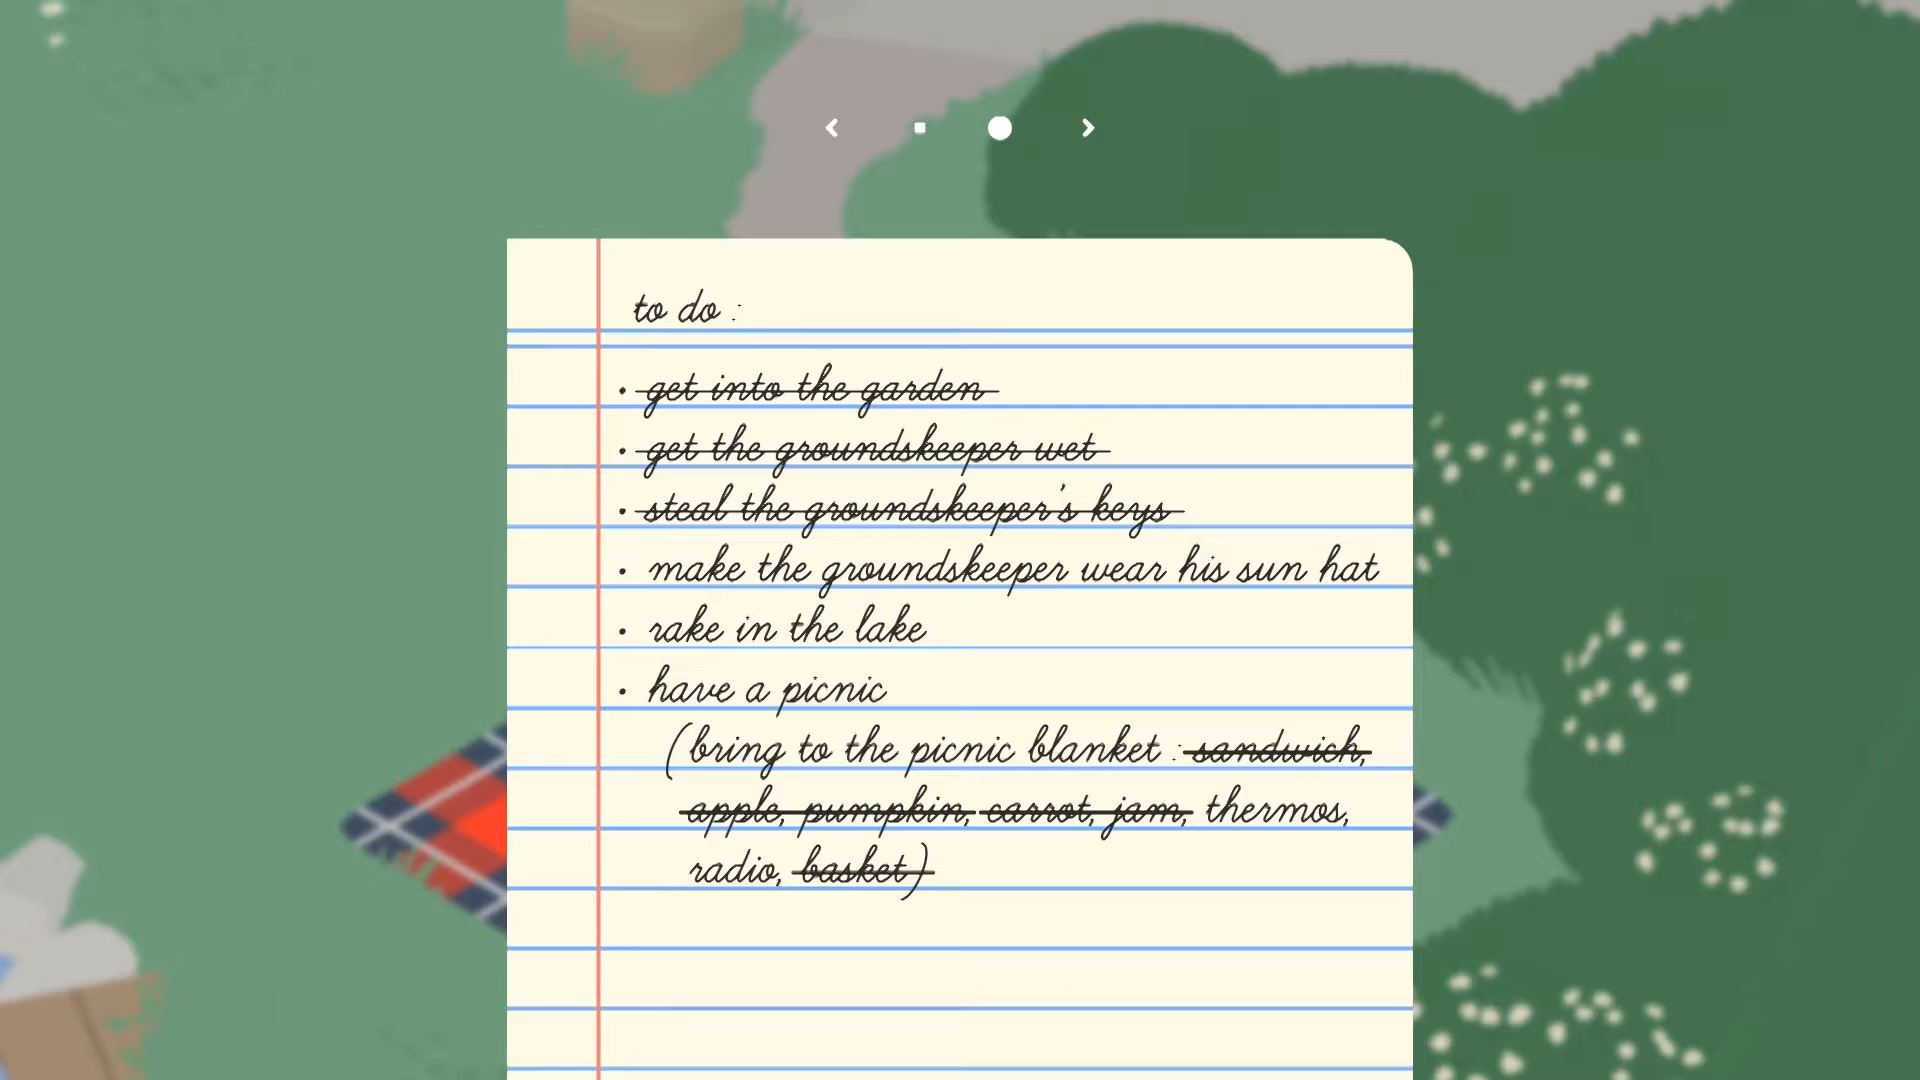 to do :
• get into the garden
• get the groundskeeper wet
• steal the groundskeeper's keys
• make the groundskeeper wear his sun hat
• rake in the lake
• have a picnic
(bring to the picnic blanket : sandwich,
apple, pumpkin, carrot, jam, thermos,
radio, basket)